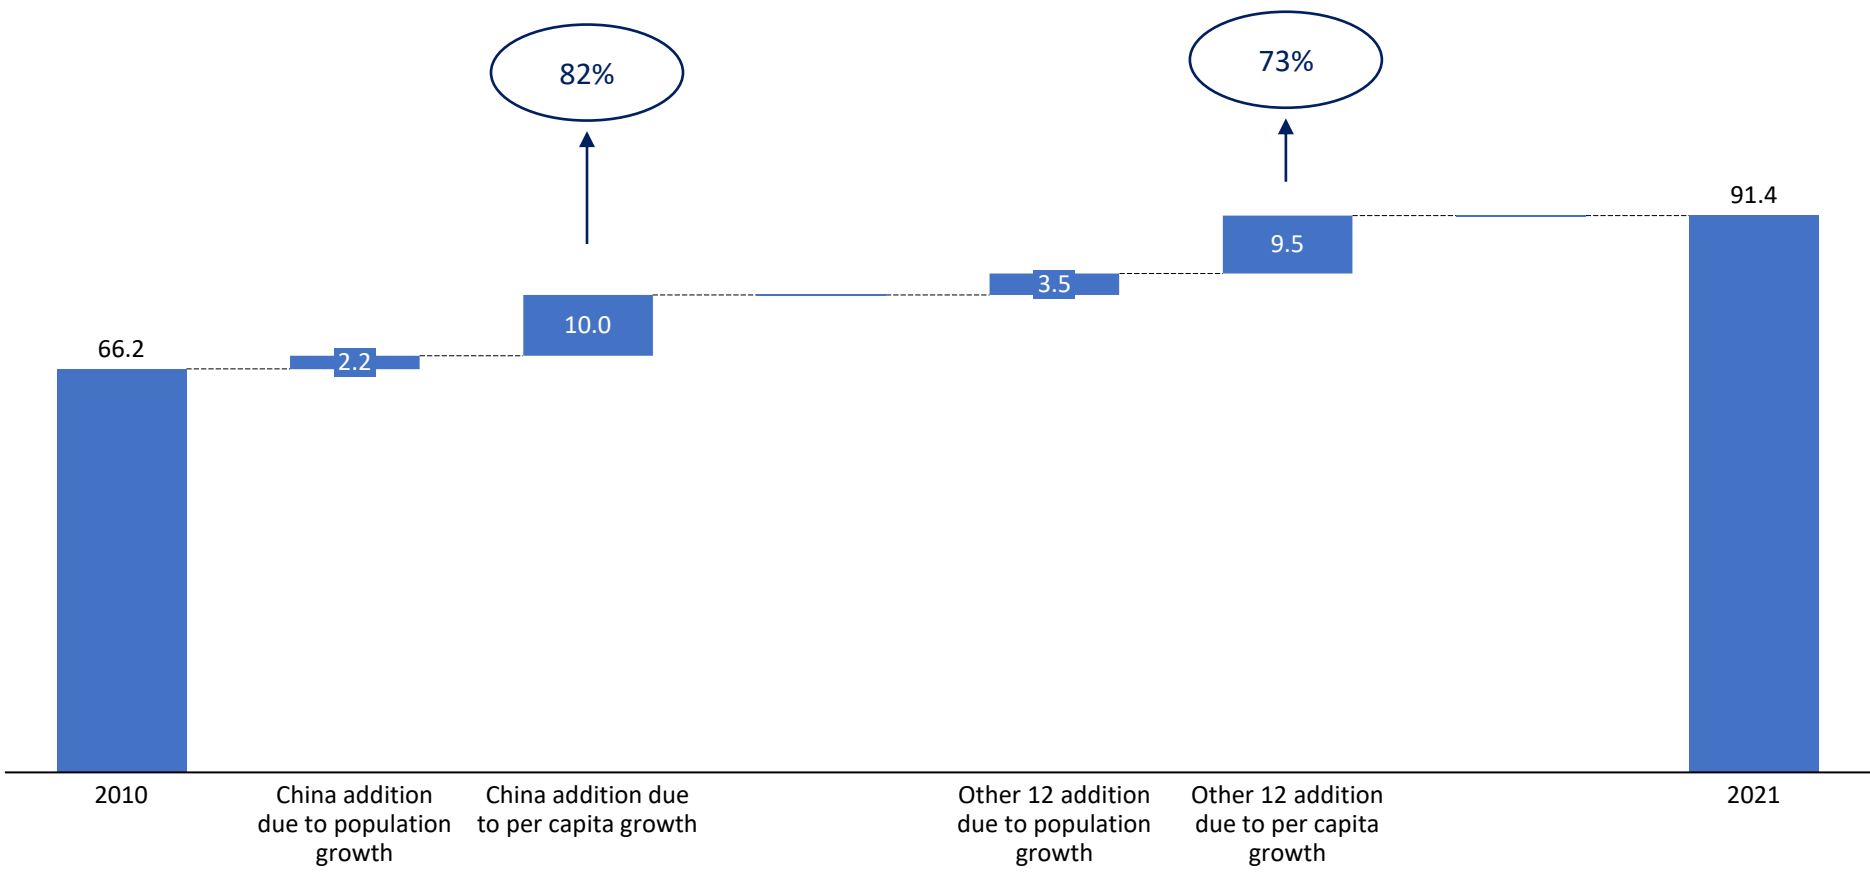 82%
73%
91.4
9.5
3.5
10.0
66.2
2.2
2010
China addition
due to population
growth
China addition due
to per capita growth
Other 12 addition
due to population
growth
Other 12 addition
due to per capita
growth
2021